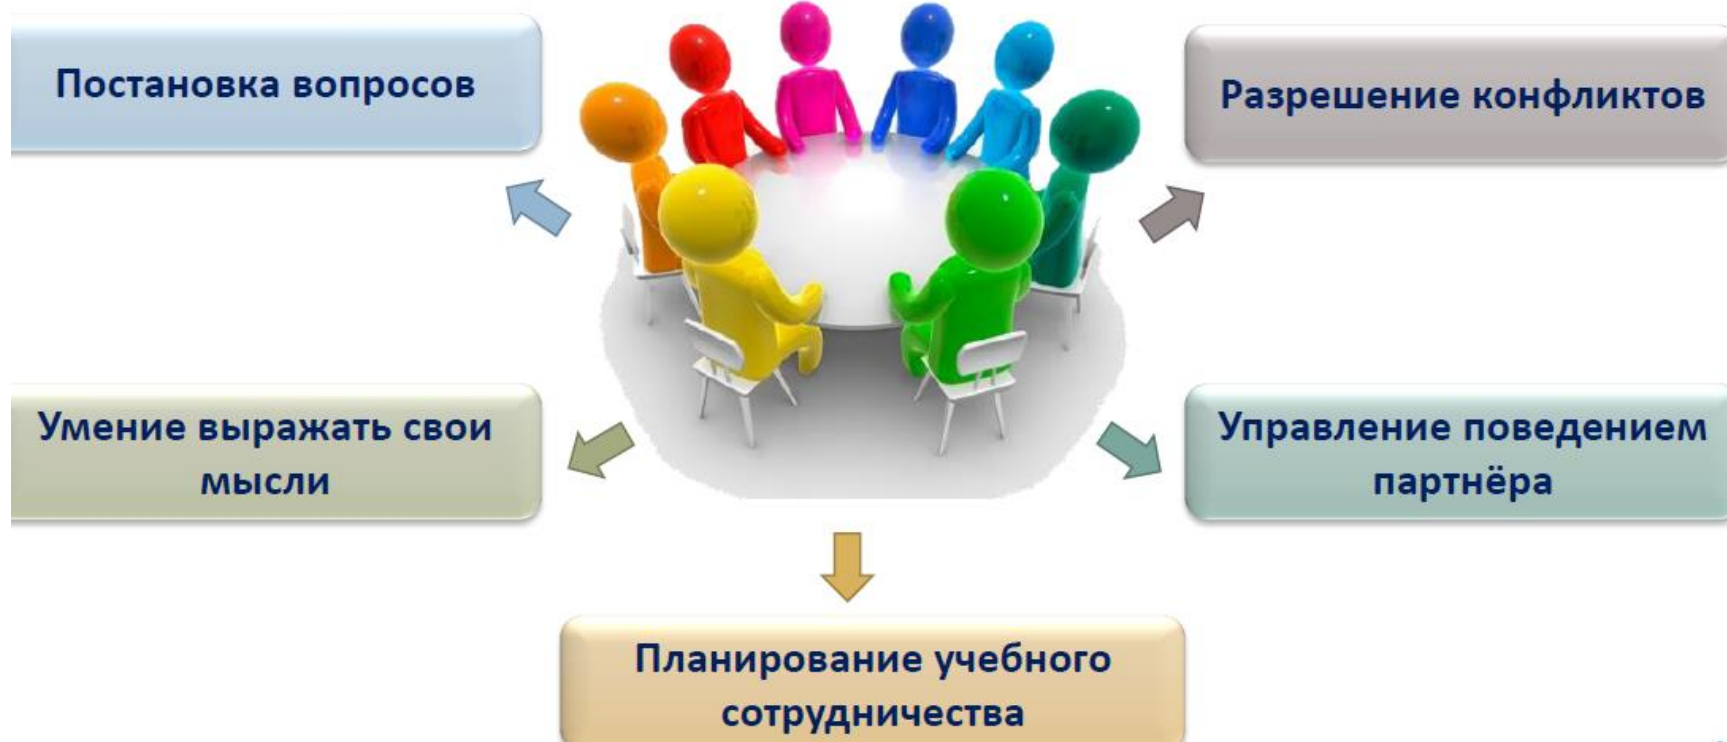 Постановка вопросов
Разрешение конфликтов
Умение выражать свои
мысли
Управление поведением
партнёра
Планирование учебного
сотрудничества